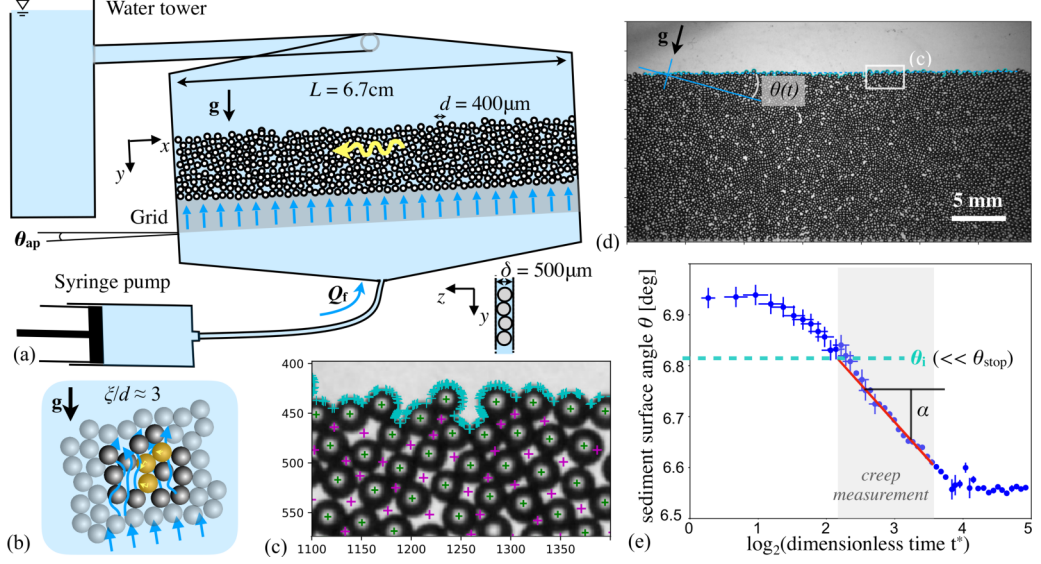 Water tower
L = 6.7cm
g
d = 400μm
x
y
Grid
θap
Syringe pump
Qf
δ = 500μm
z
y
(a)
g
ξ/d ≈ 3
(b)
400
450
500
550
1100
1150
1200
1250
1300
1350
(c)
g
(c)
θ(t)
5 mm
(d)
sediment surface angle θ [deg]
6.9
6.8
6.7
6.6
6.5
θi (<< θstop)
α
creep
measurement
0
1
2
3
4
5
(e)
log2(dimensionless time t*)